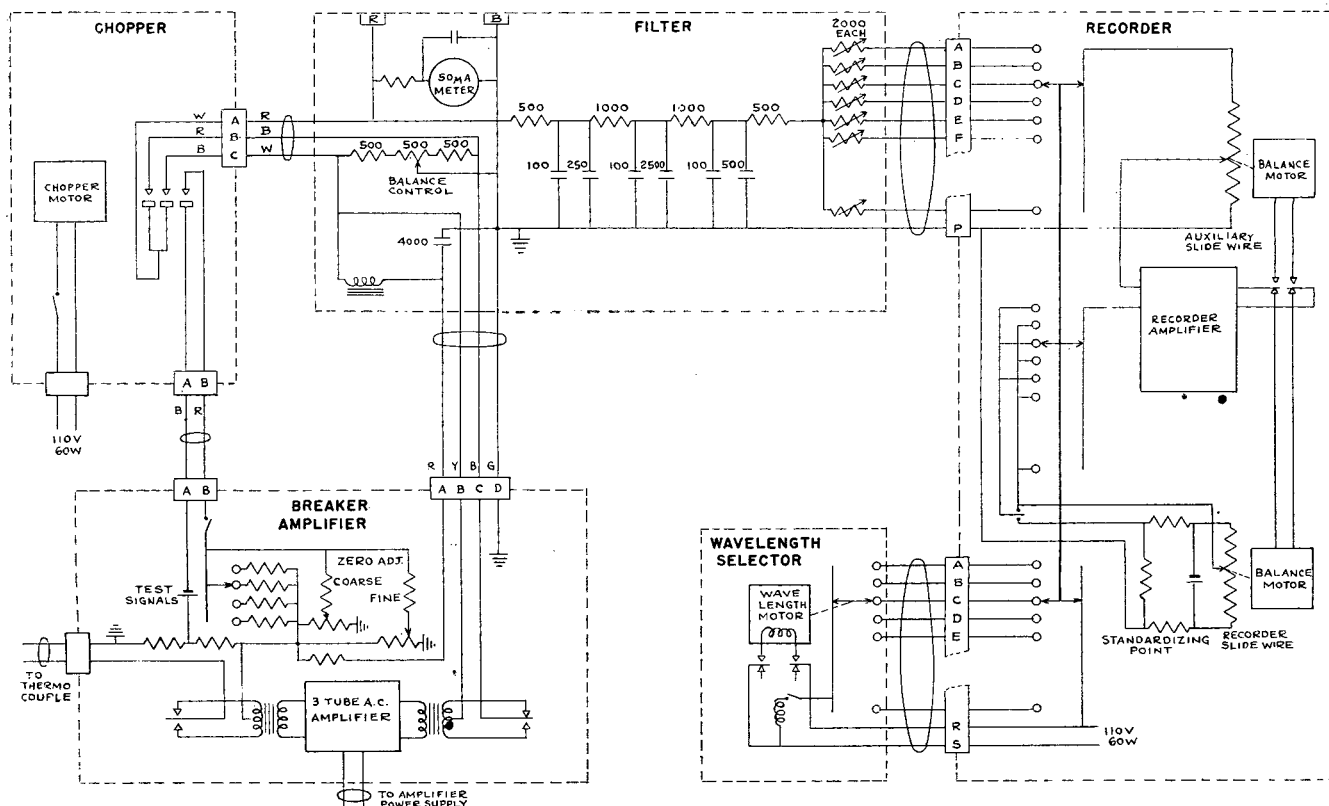 CHOPPER
R
B
FILTER
2000
EACH
RECORDER
50MA
METER
A
B
C
D
E
F
P
W
R
B
A
B
C
R
B
W
500
1000
1000
500
500
500
500
100
250
100
2500
100
500
BALANCE
CONTROL
4000
CHOPPER
MOTOR
BALANCE
MOTOR
AUXILIARY
SLIDE WIRE
RECORDER
AMPLIFIER
A B
B R
110V
60W
R Y B G
A B
A B C D
BREAKER
AMPLIFIER
TEST
SIGNALS
ZERO ADJ.
COARSE
FINE
TO
THERMO
COUPLE
3 TUBE A.C.
AMPLIFIER
TO AMPLIFIER
POWER SUPPLY
WAVELENGTH
SELECTOR
WAVE
LENGTH
MOTOR
A
B
C
D
E
R
S
110V
60W
BALANCE
MOTOR
STANDARDIZING
POINT
RECORDER
SLIDE WIRE